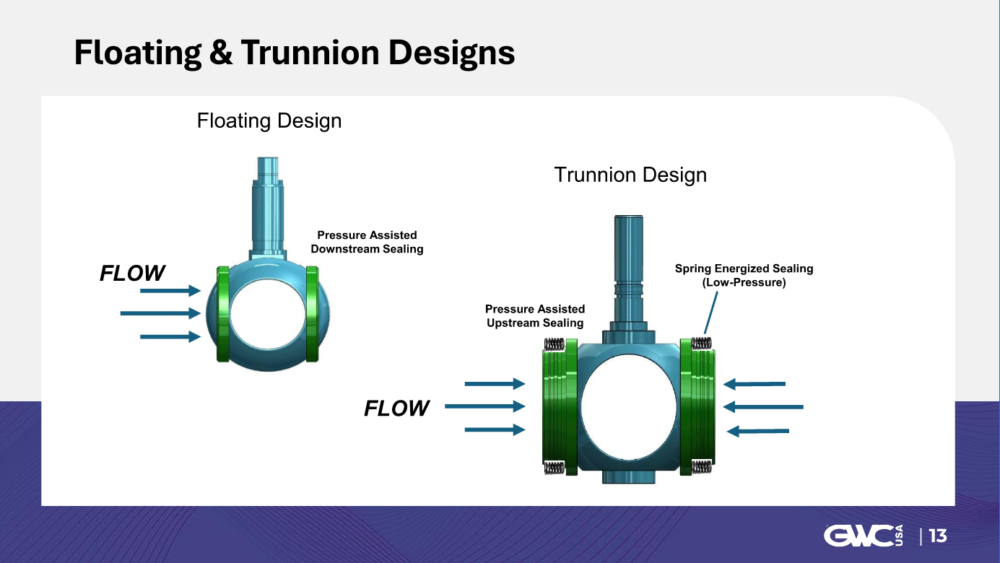 Floating & Trunnion Designs
Floating Design
Trunnion Design
Pressure Assisted
Downstream Sealing
FLOW
Spring Energized Sealing
(Low-Pressure)
Pressure Assisted
Upstream Sealing
FLOW
GWC USA | 13